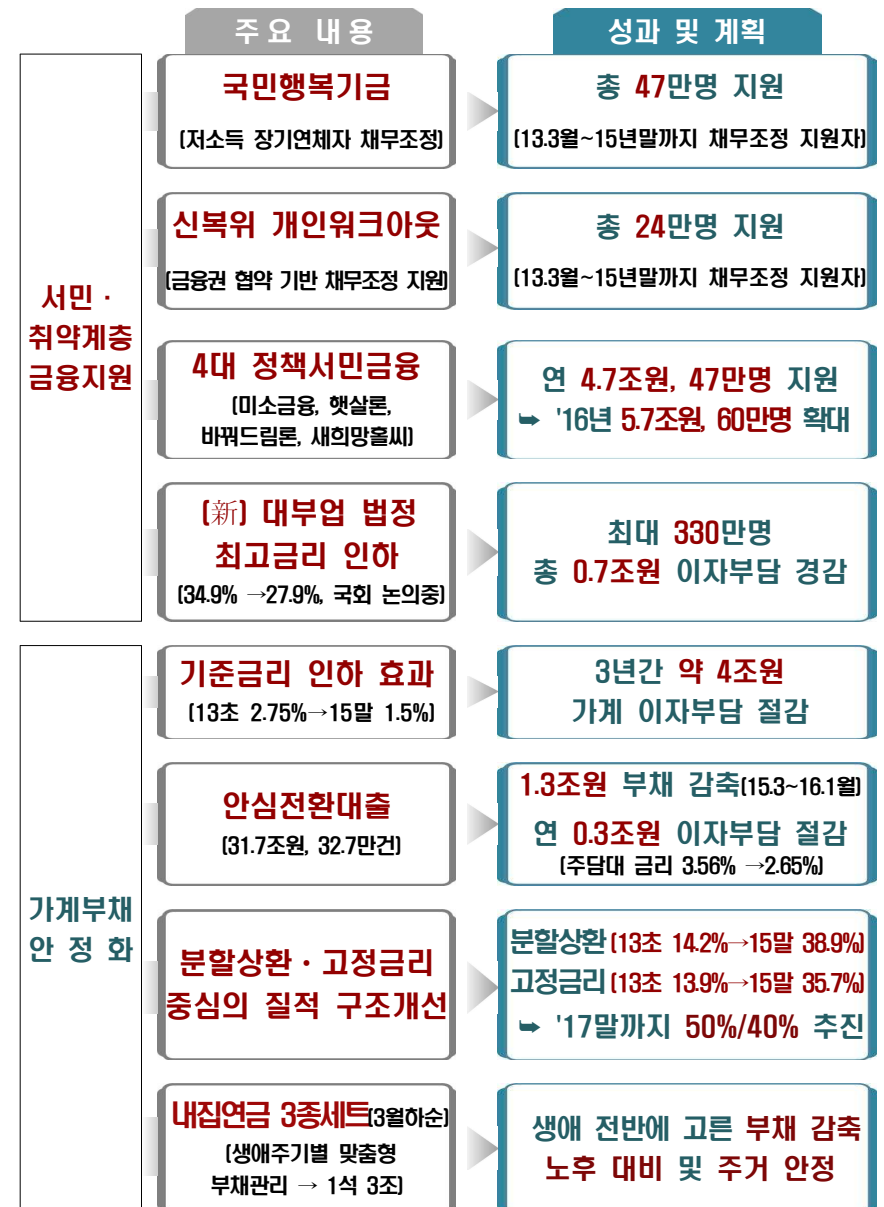 주요 내용
성과 및 계획
서민 ·
취약계층
금융지원
국민행복기금
(저소득 장기연체자 채무조정)
총 47만명 지원
(13.3월~15년말까지 채무조정 지원자)
신복위 개인워크아웃
(금융권 협약 기반 채무조정 지원)
총 24만명 지원
(13.3월~15년말까지 채무조정 지원자)
4대 정책서민금융
(미소금융, 햇살론,
바꿔드림론, 새희망홀씨)
연 4.7조원, 47만명 지원
➥ '16년 5.7조원, 60만명 확대
(新) 대부업 법정
최고금리 인하
(34.9% →27.9%, 국회 논의중)
최대 330만명
총 0.7조원 이자부담 경감
가계부채
안 정 화
기준금리 인하 효과
(13초 2.75%→15말 1.5%)
3년간 약 4조원
가계 이자부담 절감
안심전환대출
(31.7조원, 32.7만건)
1.3조원 부채 감축(15.3~16.1월)
연 0.3조원 이자부담 절감
(주담대 금리 3.56% →2.65%)
분할상환 · 고정금리
중심의 질적 구조개선
분할상환(13초 14.2%→15말 38.9%)
고정금리(13초 13.9%→15말 35.7%)
➥ '17말까지 50%/40% 추진
내집연금 3종세트(3월하순)
(생애주기별 맞춤형
부채관리 → 1석 3조)
생애 전반에 고른 부채 감축
노후 대비 및 주거 안정